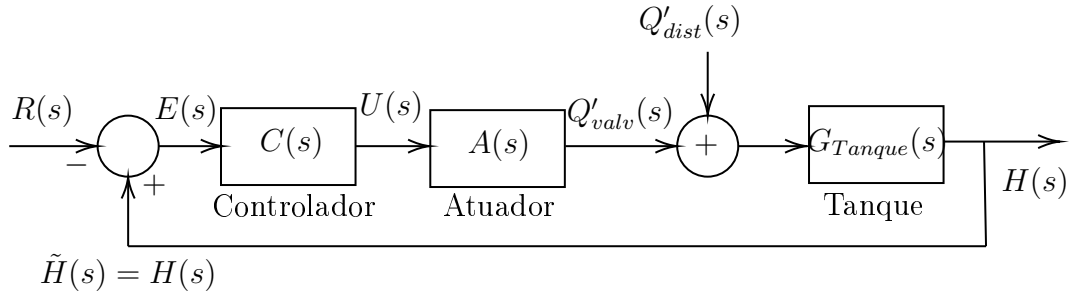 Q'_{dist}(s)
R(s)
E(s)
U(s)
Q'_{valv}(s)
−
+
C(s)
A(s)
+
G_{Tanque}(s)
H(s)
Controlador
Atuador
Tanque
H̃(s) = H(s)